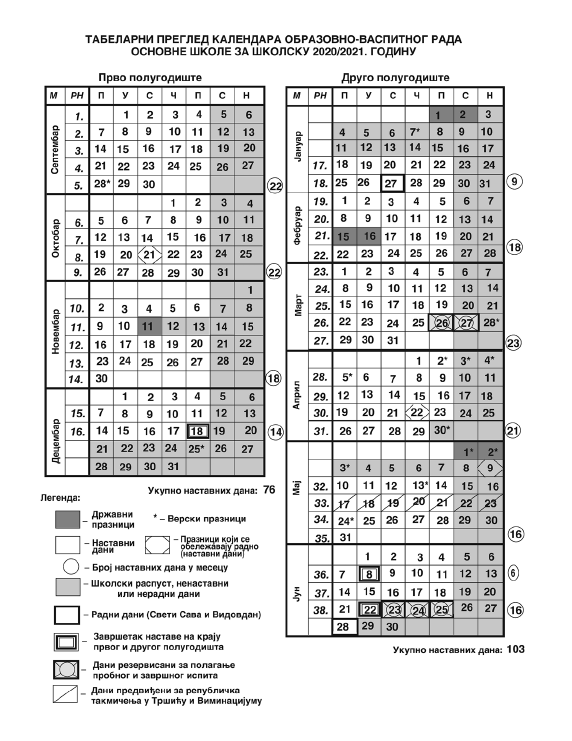 ТАБЕЛАРНИ ПРЕГЛЕД КАЛЕНДАРА ОБРАЗОВНО-ВАСПИТНОГ РАДА
ОСНОВНЕ ШКОЛЕ ЗА ШКОЛСКУ 2020/2021. ГОДИНУ
Прво полугодиште
М РН П У С Ч П С Н
Септембар
1. 1 2 3 4 5 6
2. 7 8 9 10 11 12 13
3. 14 15 16 17 18 19 20
4. 21 22 23 24 25 26 27
5. 28* 29 30
22
Октобар
1 2 3 4
6. 5 6 7 8 9 10 11
7. 12 13 14 15 16 17 18
8. 19 20 21 22 23 24 25
9. 26 27 28 29 30 31
22
Новембар
1
10. 2 3 4 5 6 7 8
11. 9 10 11 12 13 14 15
12. 16 17 18 19 20 21 22
13. 23 24 25 26 27 28 29
14. 30
18
Децембар
1 2 3 4 5 6
15. 7 8 9 10 11 12 13
16. 14 15 16 17 18 19 20
14
21 22 23 24 25* 26 27
28 29 30 31
Укупно наставних дана: 76
Друго полугодиште
М РН П У С Ч П С Н
Јануар
1 2 3
4 5 6 7* 8 9 10
11 12 13 14 15 16 17
17. 18 19 20 21 22 23 24
18. 25 26 27 28 29 30 31
9
Фебруар
19. 1 2 3 4 5 6 7
20. 8 9 10 11 12 13 14
21. 15 16 17 18 19 20 21
22. 22 23 24 25 26 27 28
18
Март
23. 1 2 3 4 5 6 7
24. 8 9 10 11 12 13 14
25. 15 16 17 18 19 20 21
26. 22 23 24 25 26 27 28*
27. 29 30 31
23
Април
1 2* 3* 4*
28. 5* 6 7 8 9 10 11
29. 12 13 14 15 16 17 18
30. 19 20 21 22 23 24 25
31. 26 27 28 29 30*
21
Мај
1* 2*
3* 4 5 6 7 8 9
32. 10 11 12 13* 14 15 16
33. 17 18 19 20 21 22 23
34. 24* 25 26 27 28 29 30
35. 31
16
Јун
1 2 3 4 5 6
36. 7 8 9 10 11 12 13
6
37. 14 15 16 17 18 19 20
38. 21 22 23 24 25 26 27
16
28 29 30
Укупно наставних дана: 103
Легенда:
– Државни
празници
* – Верски празници
– Наставни
дани
– Празници који се
обележавају радно
(наставни дани)
– Број наставних дана у месецу
– Школски распуст, ненаставни
или нерадни дани
– Радни дани (Свети Сава и Видовдан)
– Завршетак наставе на крају
првог и другог полугодишта
– Дани резервисани за полагање
пробног и завршног испита
– Дани предвиђени за републичка
такмичења у Тршићу и Виминацијуму